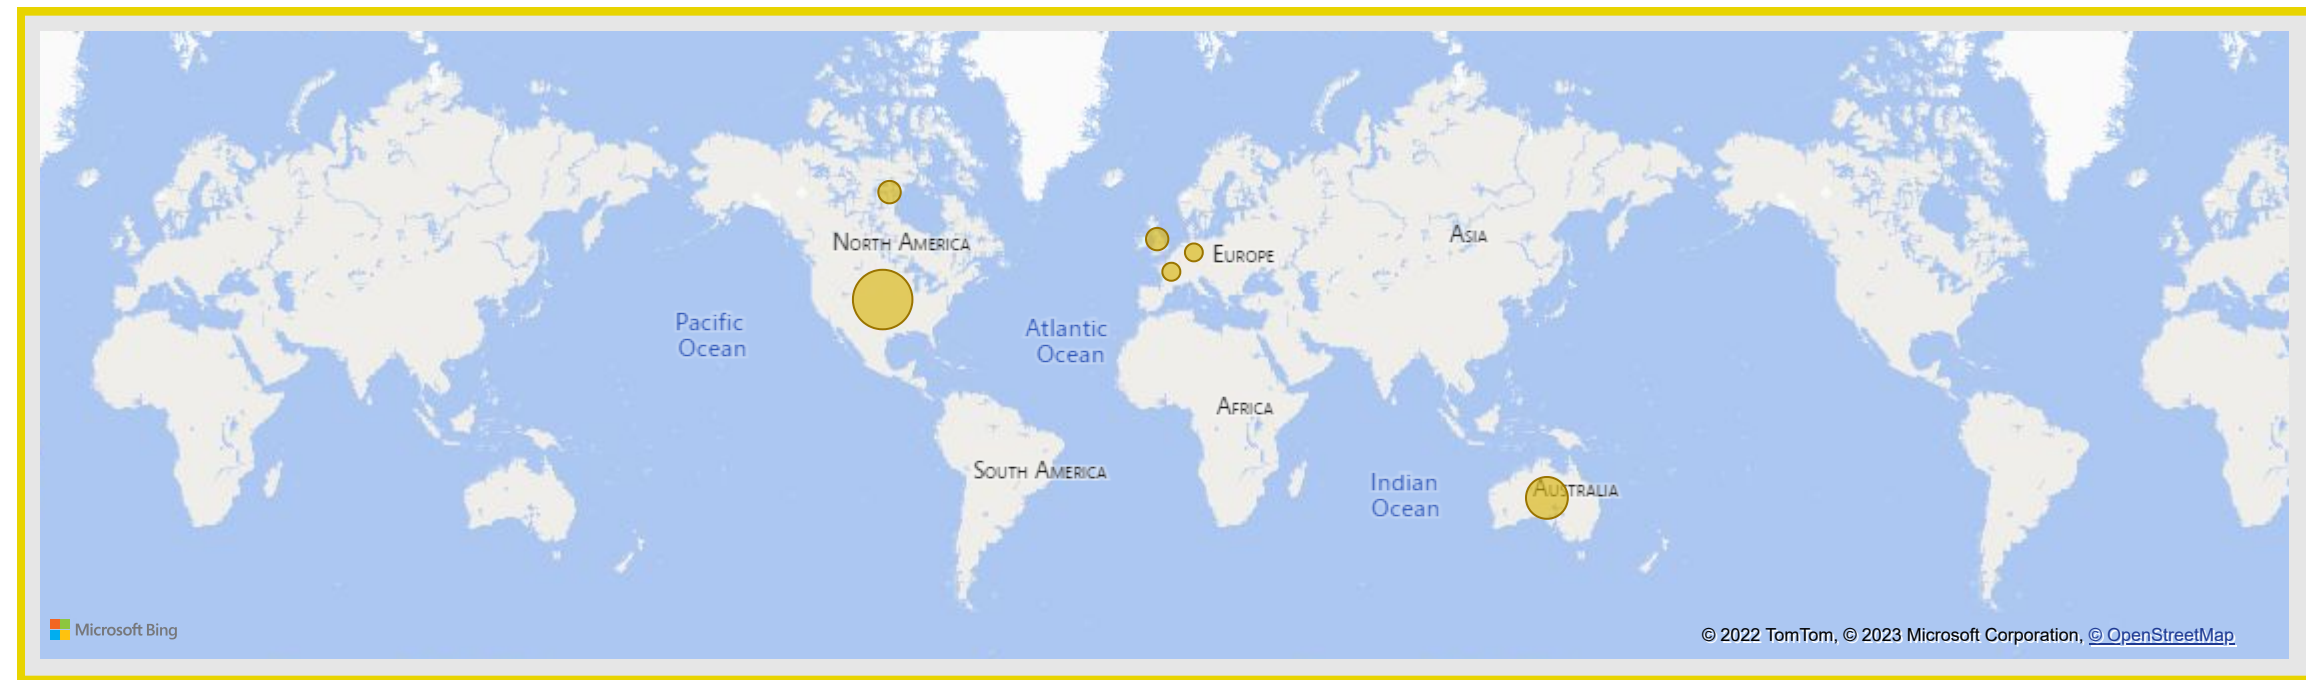 North America
Europe
Asia
Pacific
Ocean
Atlantic
Ocean
Africa
South America
Indian
Ocean
Australia
Microsoft Bing
© 2022 TomTom, © 2023 Microsoft Corporation, © OpenStreetMap